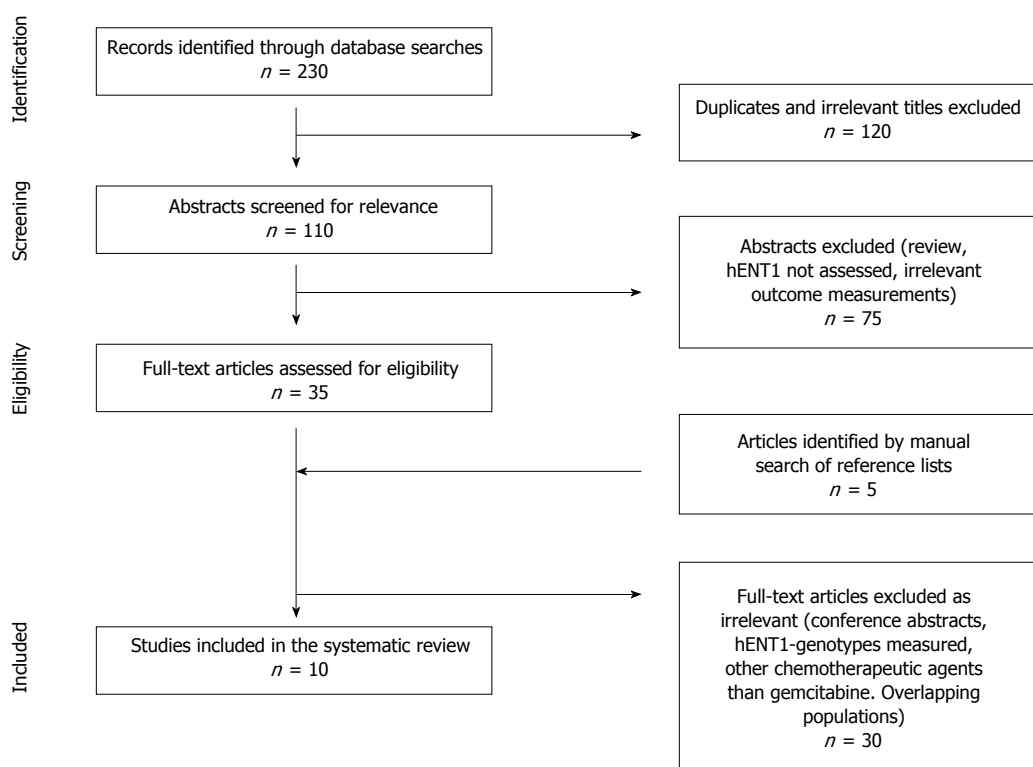 Identification
Records identified through database searches
n = 230
Duplicates and irrelevant titles excluded
n = 120
Screening
Abstracts screened for relevance
n = 110
Abstracts excluded (review,
hENT1 not assessed, irrelevant
outcome measurements)
n = 75
Eligibility
Full-text articles assessed for eligibility
n = 35
Articles identified by manual
search of reference lists
n = 5
Included
Studies included in the systematic review
n = 10
Full-text articles excluded as
irrelevant (conference abstracts,
hENT1-genotypes measured,
other chemotherapeutic agents
than gemcitabine. Overlapping
populations)
n = 30